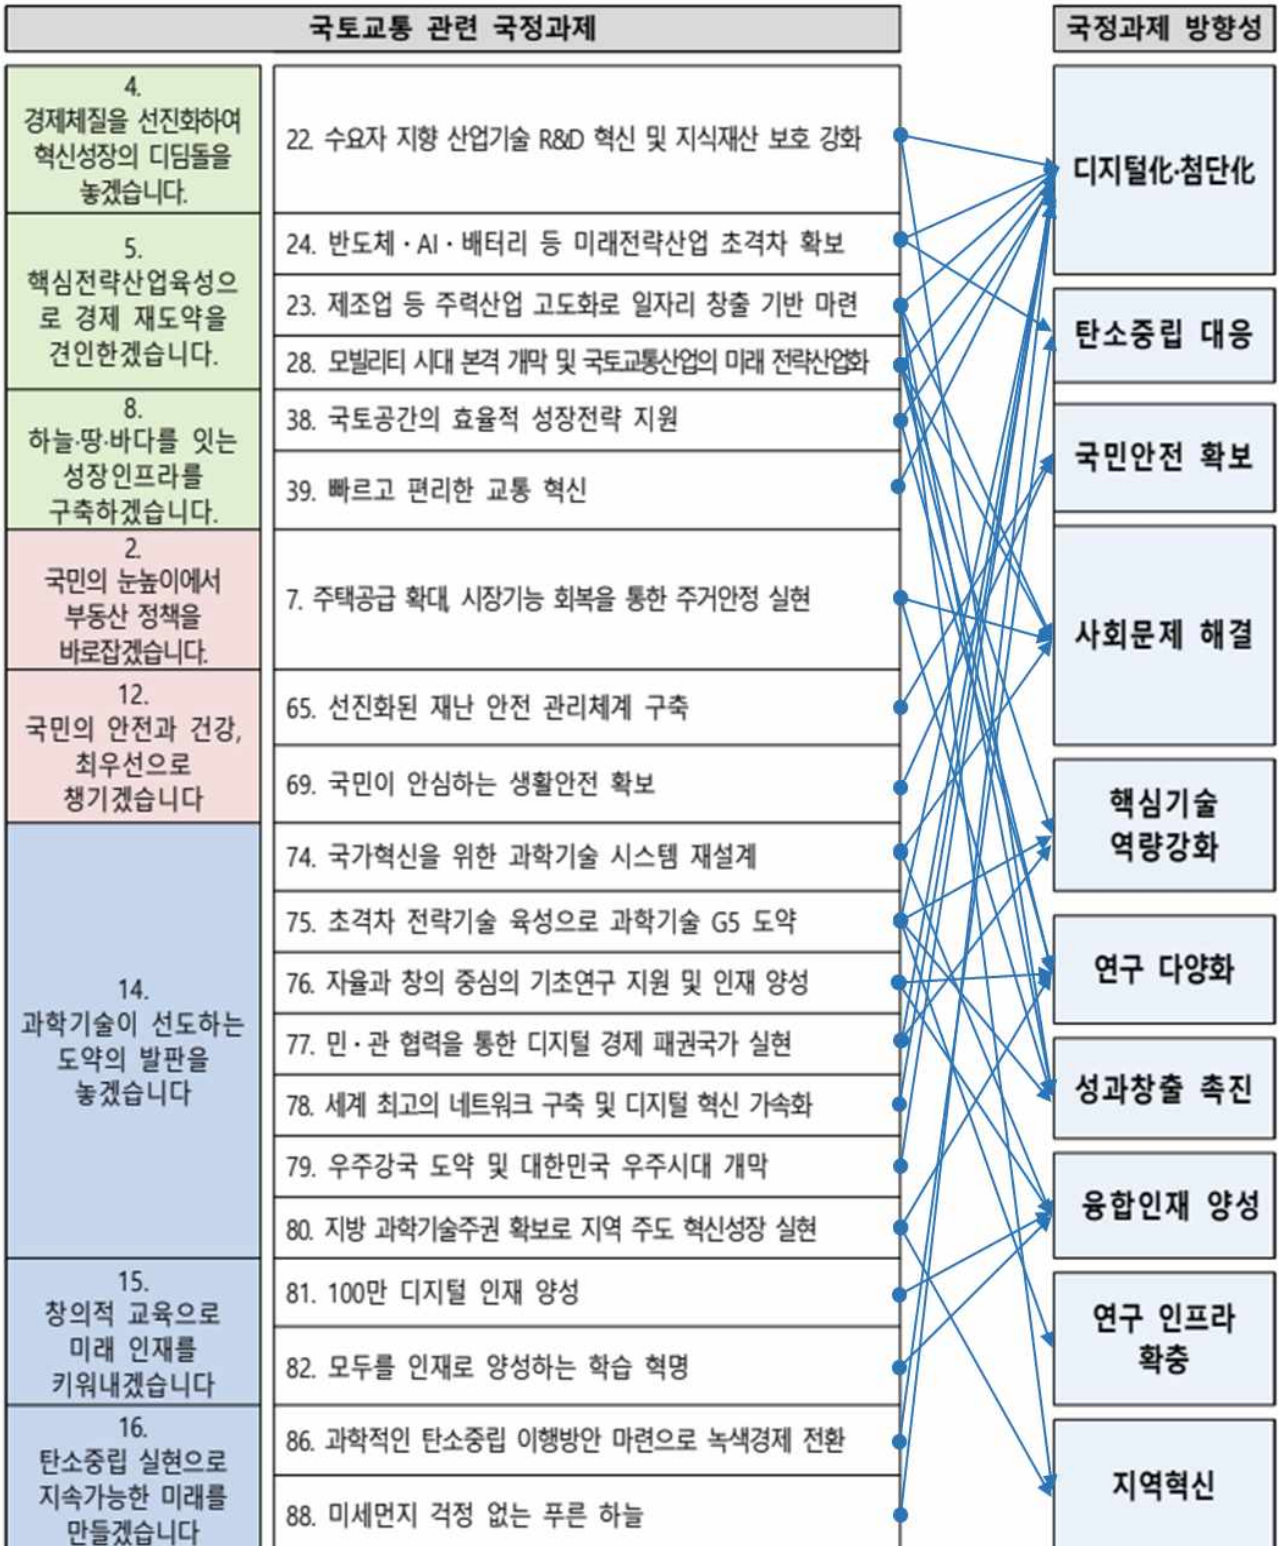 국토교통 관련 국정과제
국정과제 방향성
4.
경제체질을 선진화하여
혁신성장의 디딤돌을
놓겠습니다.
22. 수요자 지향 산업기술 R&D 혁신 및 지식재산 보호 강화
5.
핵심전략산업육성으
로 경제 재도약을
견인한겠습니다.
24. 반도체·AI·배터리 등 미래전략산업 초격차 확보
23. 제조업 등 주력산업 고도화로 일자리 창출 기반 마련
28. 모빌리티 시대 본격 개막 및 국토교통산업의 미래 전략산업화
8.
하늘·땅·바다를 잇는
성장인프라를
구축하겠습니다.
38. 국토공간의 효율적 성장전략 지원
39. 빠르고 편리한 교통 혁신
2.
국민의 눈높이에서
부동산 정책을
바로잡겠습니다.
7. 주택공급 확대, 시장기능 회복을 통한 주거안정 실현
12.
국민의 안전과 건강,
최우선으로
챙기겠습니다
65. 선진화된 재난 안전 관리체계 구축
69. 국민이 안심하는 생활안전 확보
14.
과학기술이 선도하는
도약의 발판을
놓겠습니다
74. 국가혁신을 위한 과학기술 시스템 재설계
75. 초격차 전략기술 육성으로 과학기술 G5 도약
76. 자율과 창의 중심의 기초연구 지원 및 인재 양성
77. 민·관 협력을 통한 디지털 경제 패권국가 실현
78. 세계 최고의 네트워크 구축 및 디지털 혁신 가속화
79. 우주강국 도약 및 대한민국 우주시대 개막
80. 지방 과학기술주권 확보로 지역 주도 혁신성장 실현
15.
창의적 교육으로
미래 인재를
키워내겠습니다
81. 100만 디지털 인재 양성
82. 모두를 인재로 양성하는 학습 혁명
16.
탄소중립 실현으로
지속가능한 미래를
만들겠습니다
86. 과학적인 탄소중립 이행방안 마련으로 녹색경제 전환
88. 미세먼지 걱정 없는 푸른 하늘
디지털化·첨단化
탄소중립 대응
국민안전 확보
사회문제 해결
핵심기술
역량강화
연구 다양화
성과창출 촉진
융합인재 양성
연구 인프라
확충
지역혁신